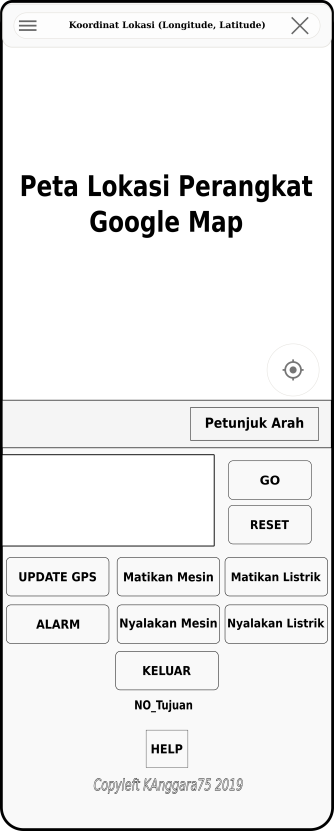 Koordinat Lokasi (Longitude, Latitude)
Peta Lokasi Perangkat
Google Map
Petunjuk Arah
GO
RESET
UPDATE GPS
Matikan Mesin
Matikan Listrik
ALARM
Nyalakan Mesin
Nyalakan Listrik
KELUAR
NO_Tujuan
HELP
Copyleft KAnggara75 2019